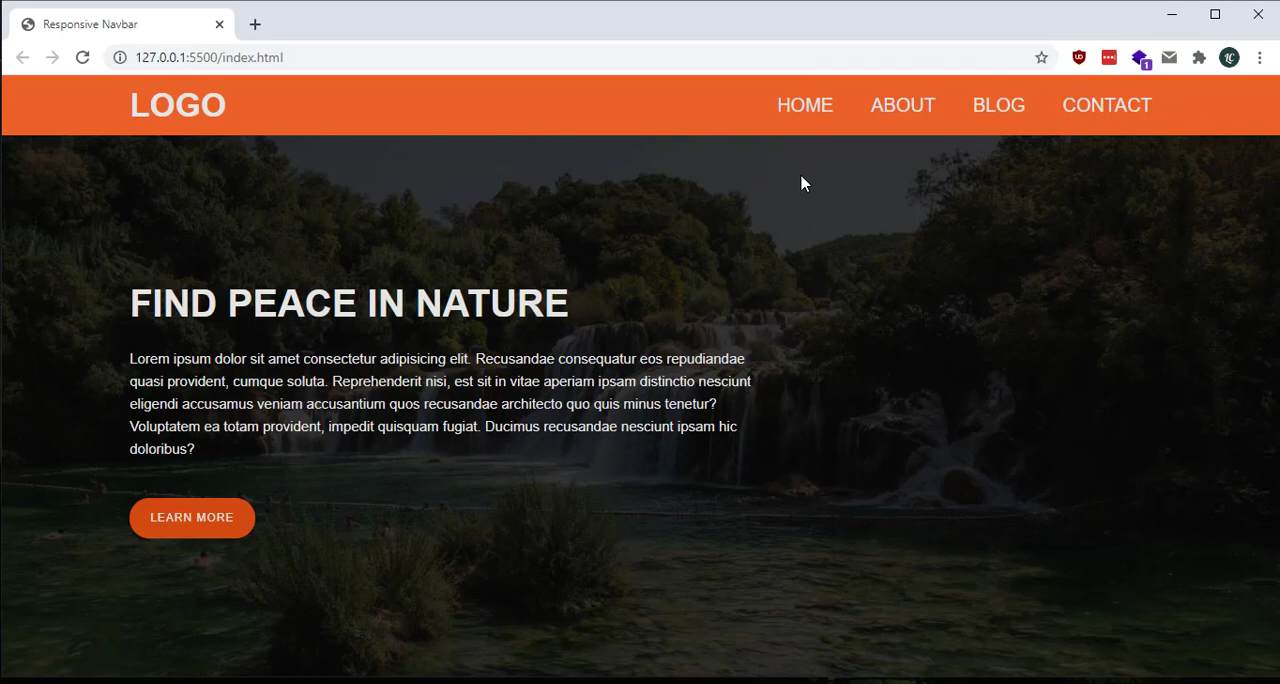 Responsive Navbar
127.0.0.1:5500/index.html
1
LOGO
HOME ABOUT BLOG CONTACT
FIND PEACE IN NATURE
Lorem ipsum dolor sit amet consectetur adipisicing elit. Recusandae consequatur eos repudiandae
quasi provident, cumque soluta. Reprehenderit nisi, est sit in vitae aperiam ipsam distinctio nesciunt
eligendi accusamus veniam accusantium quos recusandae architecto quo quis minus tenetur?
Voluptatem ea totam provident, impedit quisquam fugiat. Ducimus recusandae nesciunt ipsam hic
doloribus?
LEARN MORE